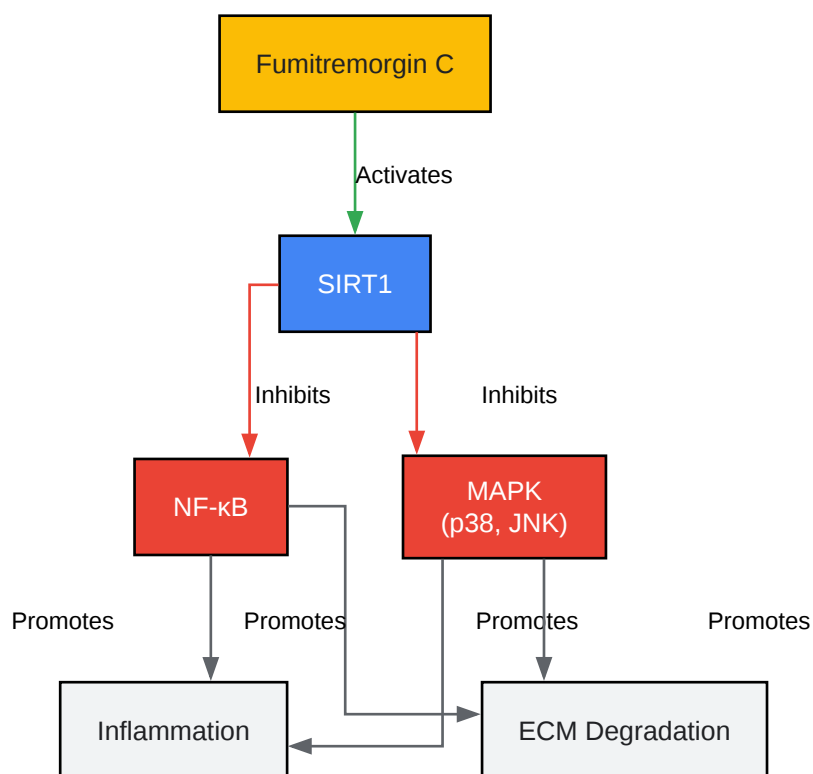 Fumitremorgin C
Activates
SIRT1
Inhibits
Inhibits
NF-κB
MAPK
(p38, JNK)
Promotes
Promotes
Promotes
Promotes
Inflammation
ECM Degradation